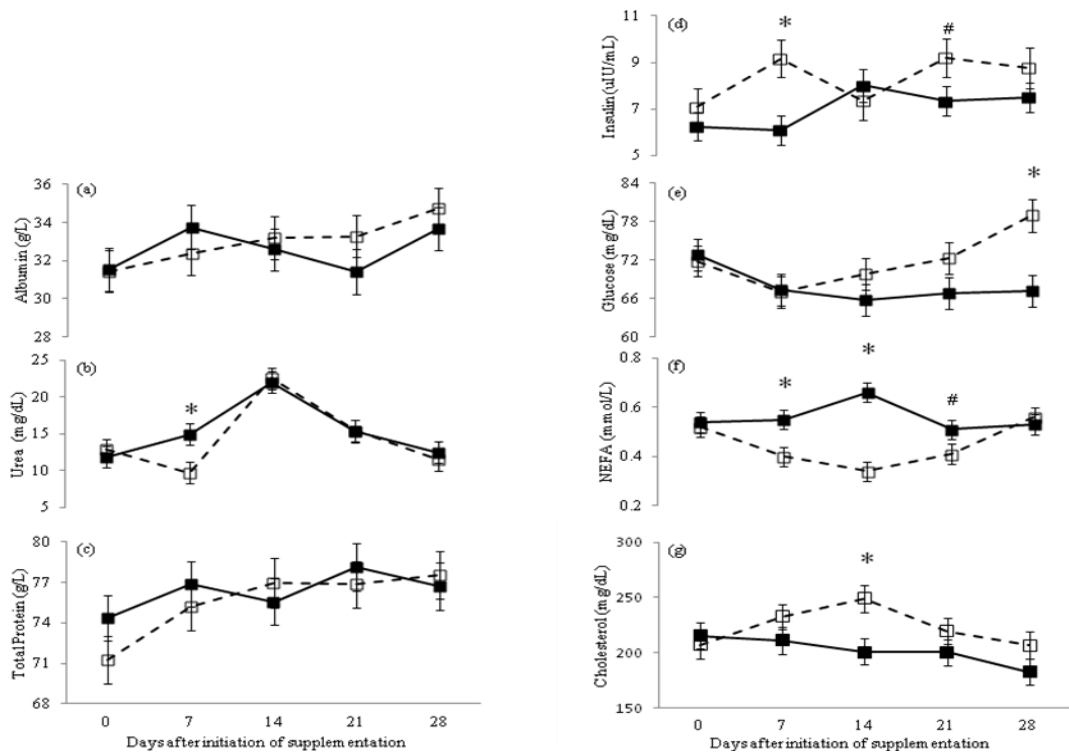 (a)
Albumin (g/L)
36
34
32
30
28
(b)
Urea (mg/dL)
25
20
15
10
5
*
(c)
Total Protein (g/L)
80
77
74
71
68
0 7 14 21 28
Days after initiation of supplementation
(d)
Insulin (uIU/mL)
11
9
7
5
* #
(e)
Glucose (mg/dL)
84
78
72
66
60
*
(f)
NEFA (mmol/L)
0.8
0.6
0.4
0.2
* * #
(g)
Cholesterol (mg/dL)
300
250
200
150
*
0 7 14 21 28
Days after initiation of supplementation